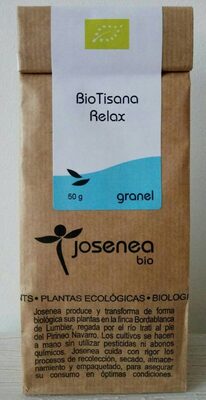 BioTisana
Relax
50 g
granel
josenea
bio
NTS • PLANTAS ECOLÓGICAS • BIOLOGI
Josenea produce y transforma de forma
biológica sus plantas en la finca Bordablanca
de Lumbier, regada por el río Irati al pie
del Pirineo Navarro. Los cultivos se hacen
a mano sin utilizar pesticidas ni abonos
químicos. Josenea cuida con rigor los
procesos de recolección, secado, almace-
namiento y empaquetado, para asegurar
su consumo en óptimas condiciones.